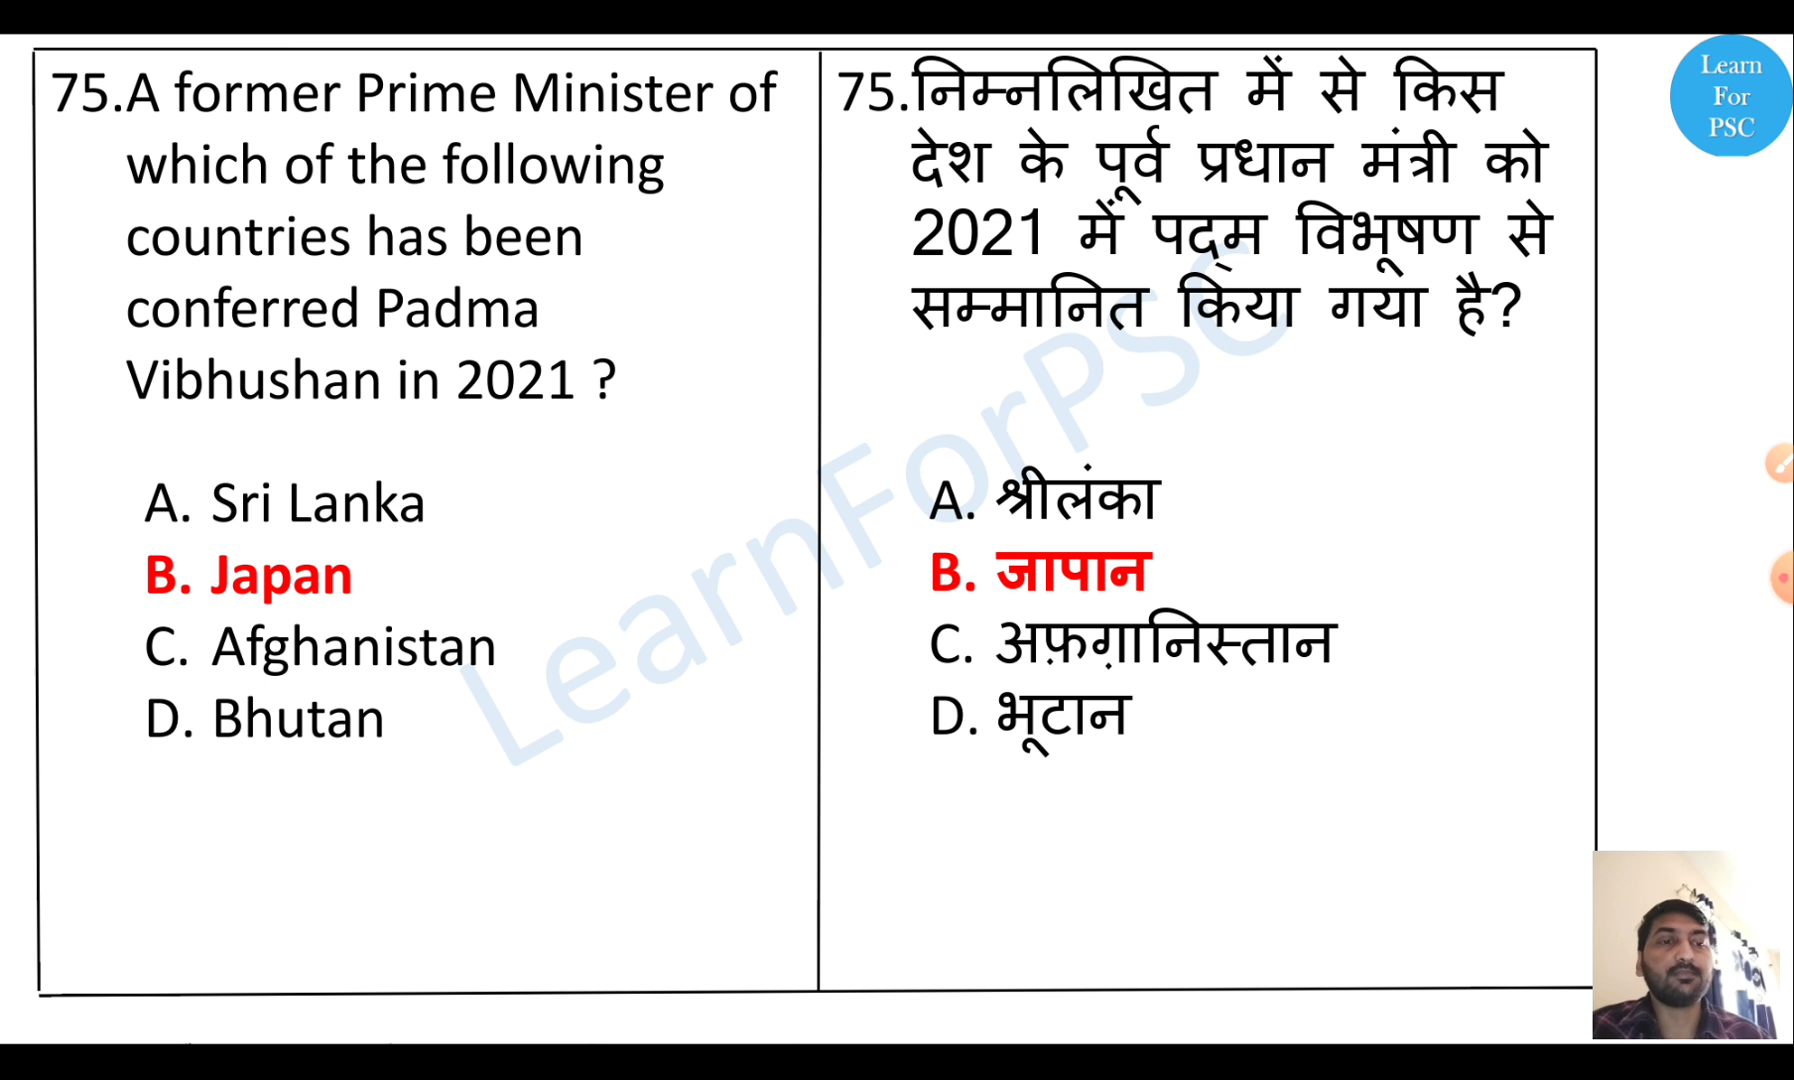 75.A former Prime Minister of
which of the following
countries has been
conferred Padma
Vibhushan in 2021 ?
A. Sri Lanka
B. Japan
C. Afghanistan
D. Bhutan
75.निम्नलिखित में से किस
देश के पूर्व प्रधान मंत्री को
2021 में पद्म विभूषण से
सम्मानित किया गया है?
A. श्रीलंका
B. जापान
C. अफ़ग़ानिस्तान
D. भूटान
LearnForPSC
Learn
For
PSC